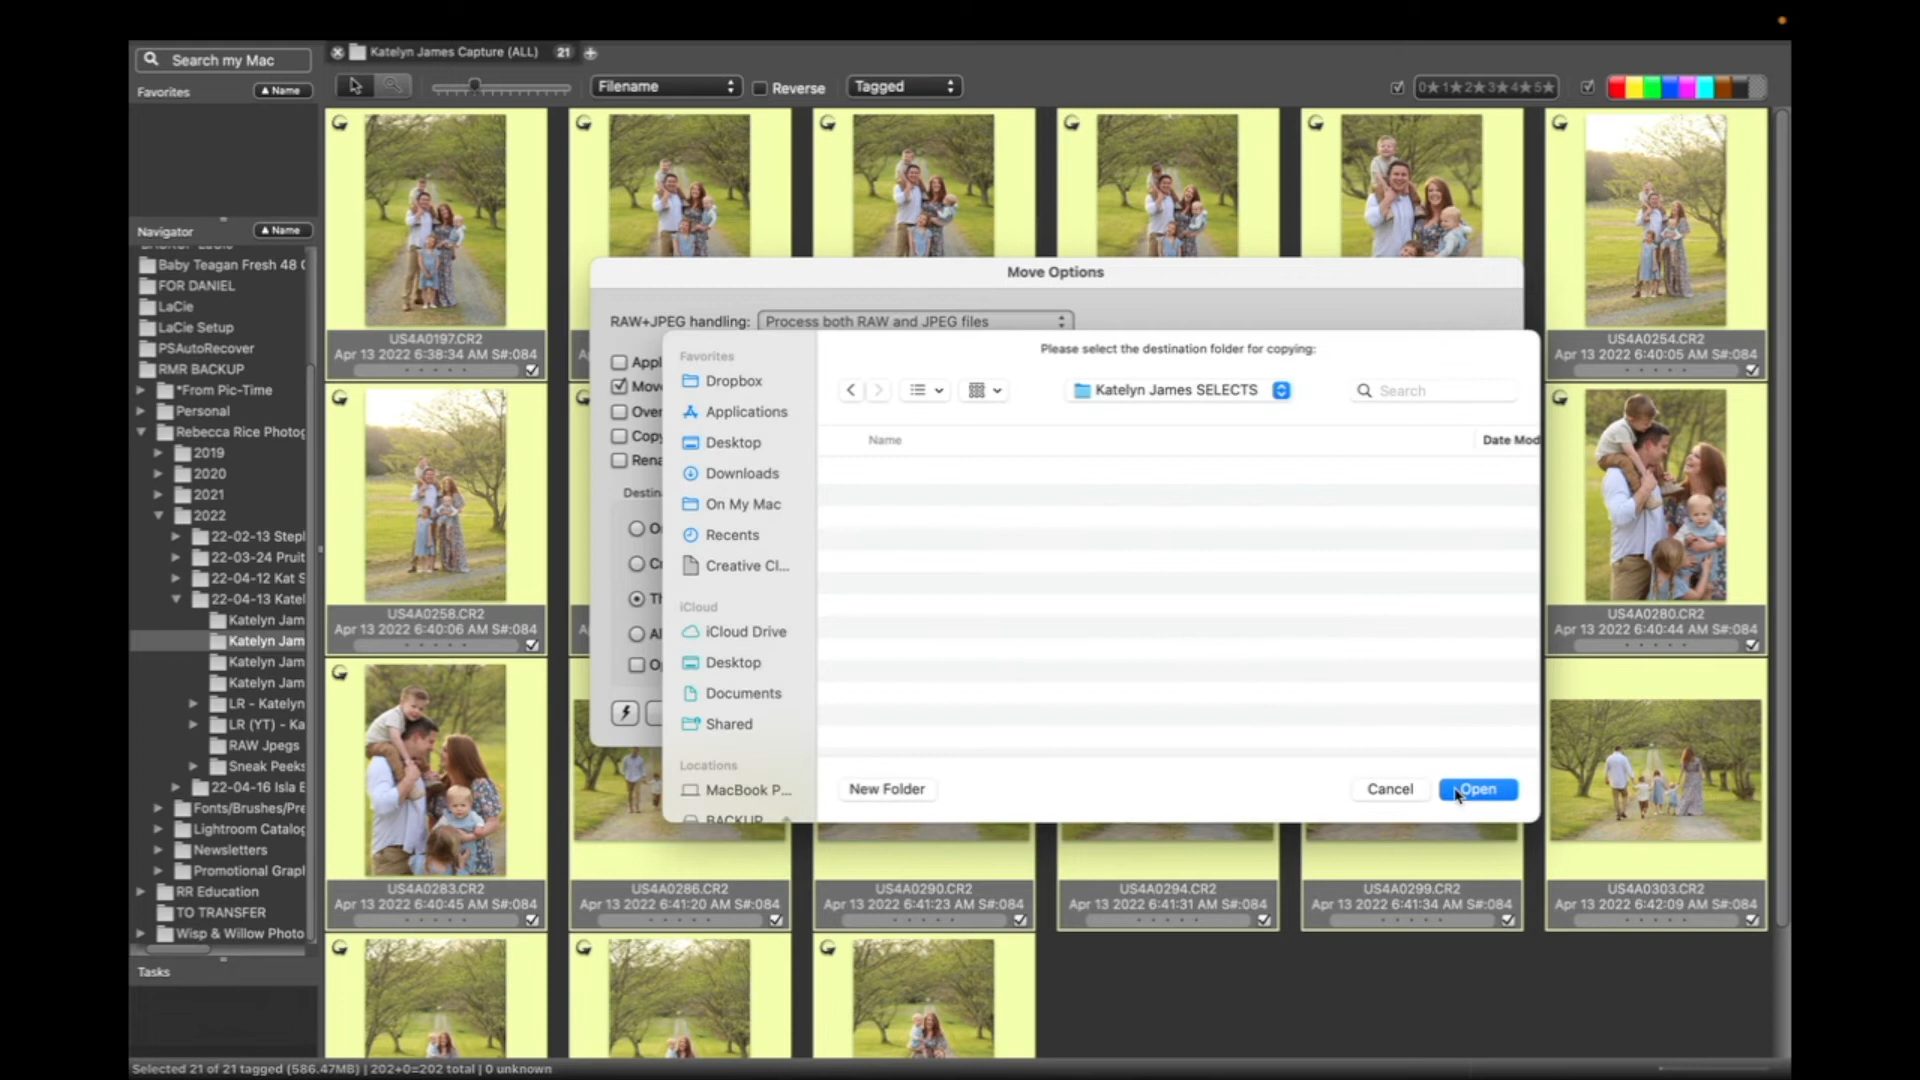 Search my Mac
Favorites
Name
Navigator
Name
Baby Teagan Fresh 48
FOR DANIEL
LaCie
LaCie Setup
PSAutoRecover
RMR BACKUP
*From Pic-Time
Personal
Rebecca Rice Photog
2019
2020
2021
2022
22-02-13 Steph
22-03-24 Pruit
22-04-12 Kat S
22-04-13 Katel
Katelyn Jam
Katelyn Jam
Katelyn Jam
Katelyn Jam
LR - Katelyn
LR (YT) - Ka
RAW Jpegs
Sneak Peeks
22-04-16 Isla E
Fonts/Brushes/Pre
Lightroom Catalog
Newsletters
Promotional Graph
RR Education
TO TRANSFER
Wisp & Willow Photo
Tasks
Katelyn James Capture (ALL) 21
Filename
Reverse
Tagged
0★1★2★3★4★5★
US4A0197.CR2
Apr 13 2022 6:38:34 AM S#:084
US4A0254.CR2
Apr 13 2022 6:40:05 AM S#:084
US4A0258.CR2
Apr 13 2022 6:40:06 AM S#:084
US4A0280.CR2
Apr 13 2022 6:40:44 AM S#:084
US4A0283.CR2
Apr 13 2022 6:40:45 AM S#:084
US4A0286.CR2
Apr 13 2022 6:41:20 AM S#:084
US4A0290.CR2
Apr 13 2022 6:41:23 AM S#:084
US4A0294.CR2
Apr 13 2022 6:41:31 AM S#:084
US4A0299.CR2
Apr 13 2022 6:41:34 AM S#:084
US4A0303.CR2
Apr 13 2022 6:42:09 AM S#:084
Move Options
RAW+JPEG handling: Process both RAW and JPEG files
Appl
Mov
Over
Copy
Rena
Destin
Please select the destination folder for copying:
Favorites
Dropbox
Applications
Desktop
Downloads
On My Mac
Recents
Creative Cl...
iCloud
iCloud Drive
Desktop
Documents
Shared
Locations
MacBook P...
BACKUP
Katelyn James SELECTS
Search
Name
Date Mod
New Folder
Cancel
Open
Selected 21 of 21 tagged (586.47MB) | 202+0=202 total | 0 unknown